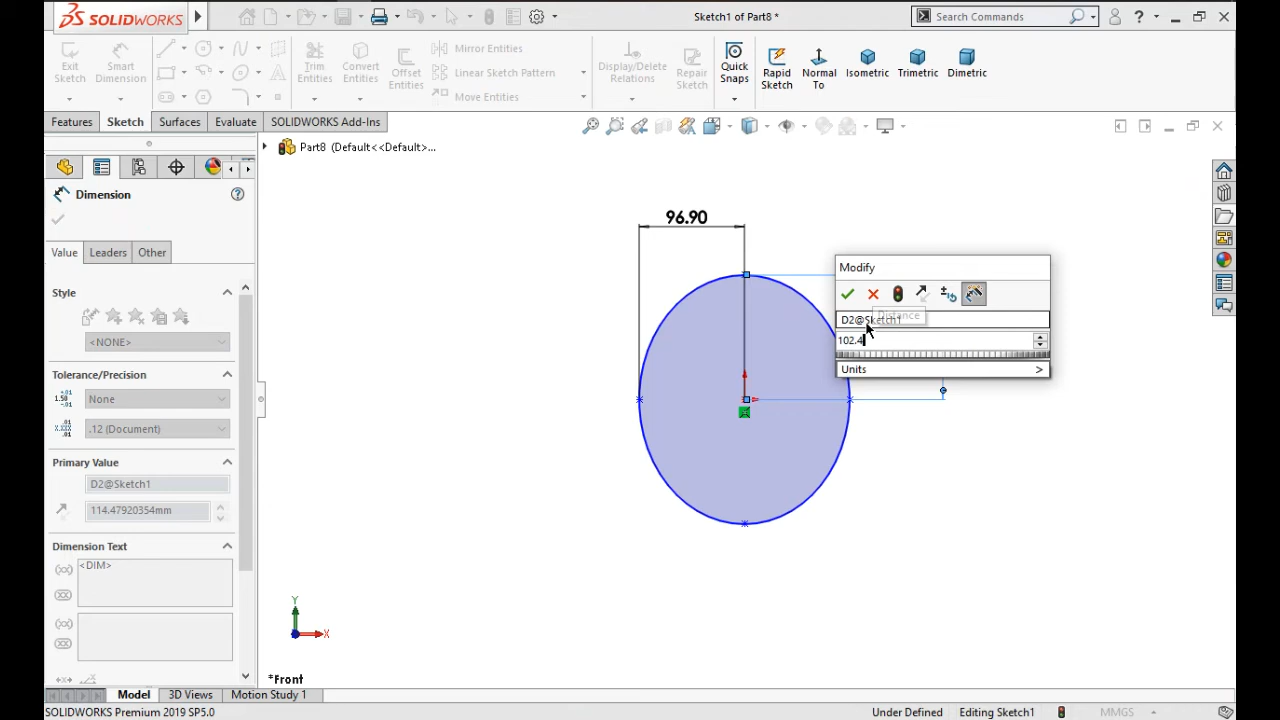 SOLIDWORKS
Sketch1 of Part8 *
Search Commands
Exit Sketch
Smart Dimension
Trim Entities
Convert Entities
Offset Entities
Mirror Entities
Linear Sketch Pattern
Move Entities
Display/Delete Relations
Repair Sketch
Quick Snaps
Rapid Sketch
Normal To
Isometric
Trimetric
Dimetric
Features
Sketch
Surfaces
Evaluate
SOLIDWORKS Add-Ins
Part8 (Default<<Default>...
Dimension
Value
Leaders
Other
Style
<NONE>
Tolerance/Precision
None
.12 (Document)
Primary Value
D2@Sketch1
114.47920354mm
Dimension Text
<DIM>
96.90
Modify
D2@Sketch1
Distance
102.4
Units
Y
X
*Front
Model
3D Views
Motion Study 1
SOLIDWORKS Premium 2019 SP5.0
Under Defined
Editing Sketch1
MMGS